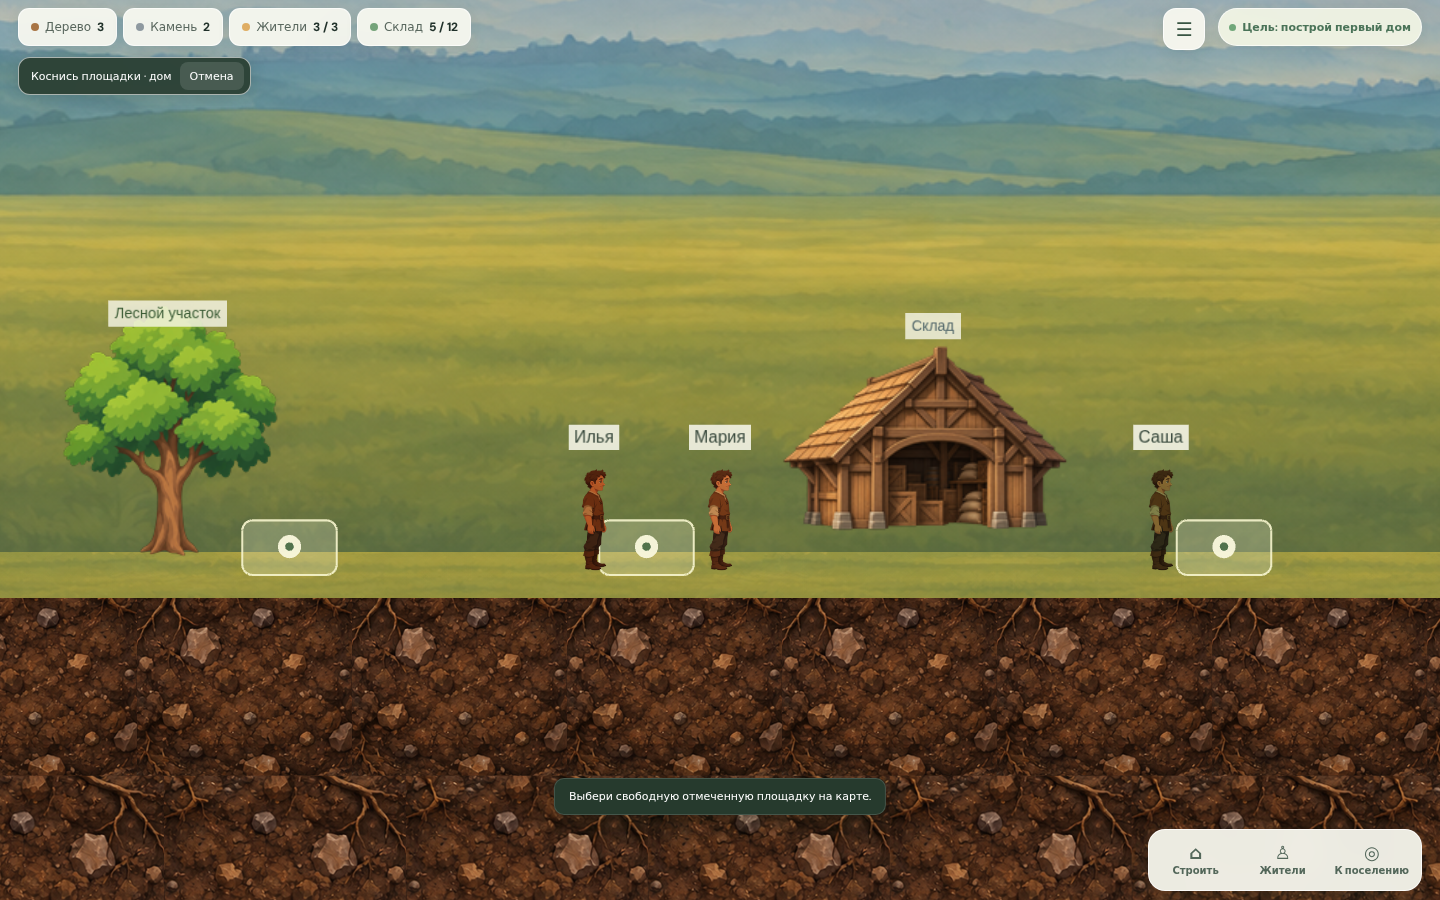 Дерево 3
Камень 2
Жители 3 / 3
Склад 5 / 12
☰
Цель: построй первый дом
Коснись площадки · дом
Отмена
Лесной участок
Склад
Илья
Мария
Саша
Выбери свободную отмеченную площадку на карте.
Строить
Жители
К поселению